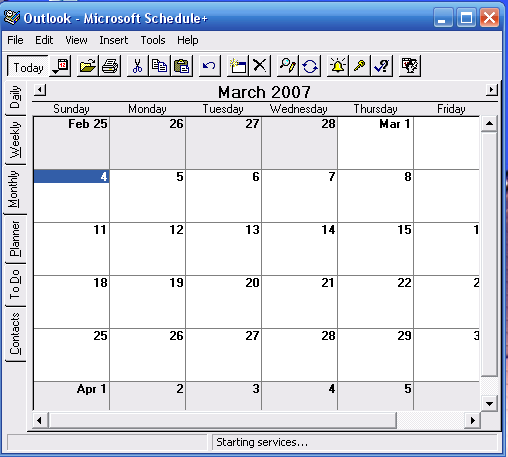 Outlook - Microsoft Schedule+
File Edit View Insert Tools Help
Today
March 2007
Sunday Monday Tuesday Wednesday Thursday Friday
Feb 25 26 27 28 Mar 1
4 5 6 7 8
11 12 13 14 15 1
18 19 20 21 22 2
25 26 27 28 29 3
Apr 1 2 3 4 5
Daily
Weekly
Monthly
Planner
To Do
Contacts
Starting services...